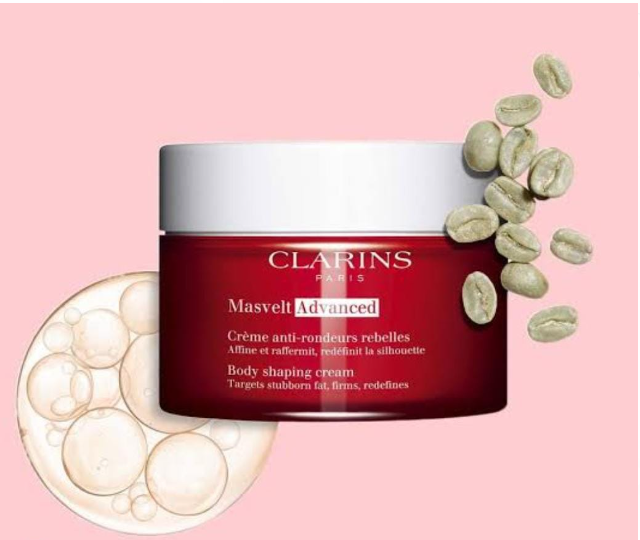 CLARINS
PARIS
Masvelt Advanced
Crème anti-rondeurs rebelles
Affine et raffermit, redéfinit la silhouette
Body shaping cream
Targets stubborn fat, firms, redefines